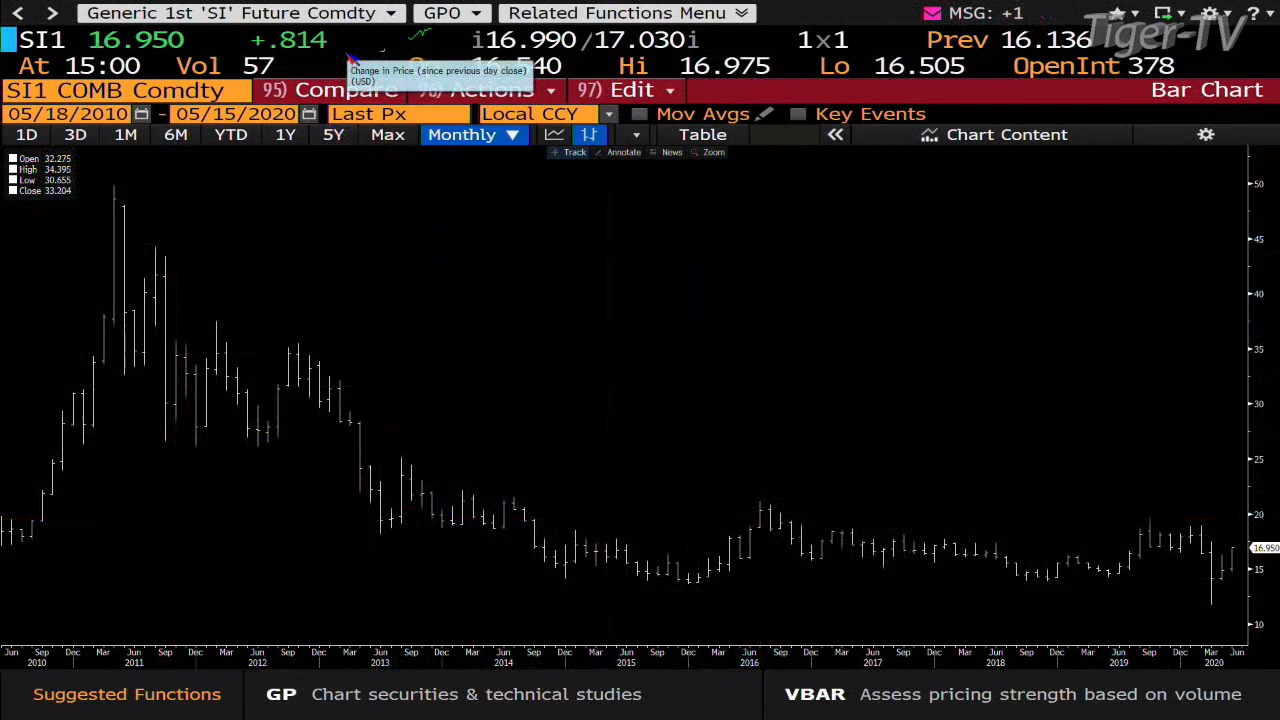 Generic 1st 'SI' Future Comdty GPO Related Functions Menu MSG: +1 ?
Tiger-TV
SI1 16.950 +.814 i16.990/17.030i 1x1 Prev 16.136
At 15:00 Vol 57 Op 16.540 Hi 16.975 Lo 16.505 OpenInt 378
Change in Price (since previous day close)
(USD)
SI1 COMB Comdty 95) Compare 96) Actions 97) Edit Bar Chart
05/18/2010 - 05/15/2020 Last Px Local CCY Mov Avgs Key Events
1D 3D 1M 6M YTD 1Y 5Y Max Monthly ▼ Table « Chart Content
Track Annotate News Zoom
Open 32.275
High 34.395
Low 30.655
Close 33.204
50
45
40
35
30
25
20
16.950
15
10
Jun Sep Dec Mar Jun Sep Dec Mar Jun Sep Dec Mar Jun Sep Dec Mar Jun Sep Dec Mar Jun Sep Dec Mar Jun Sep Dec Mar Jun Sep Dec Mar Jun Sep Dec Mar Jun Sep Dec Mar Jun
2010 2011 2012 2013 2014 2015 2016 2017 2018 2019 2020
Suggested Functions GP Chart securities & technical studies VBAR Assess pricing strength based on volume